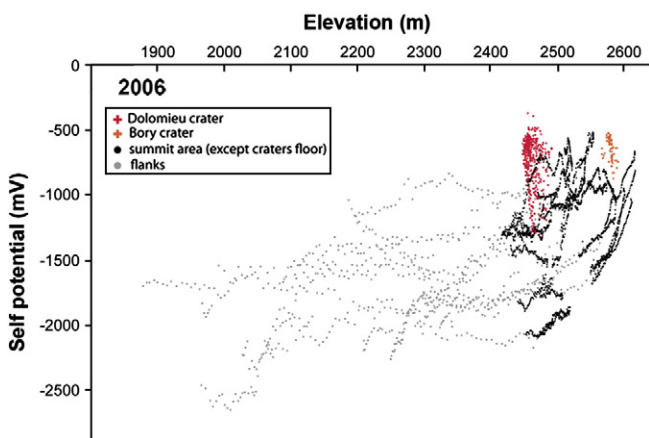 Elevation (m)
1900 2000 2100 2200 2300 2400 2500 2600
0
2006
Dolomieu crater
Bory crater
summit area (except craters floor)
flanks
-500
-1000
-1500
-2000
-2500
Self potential (mV)